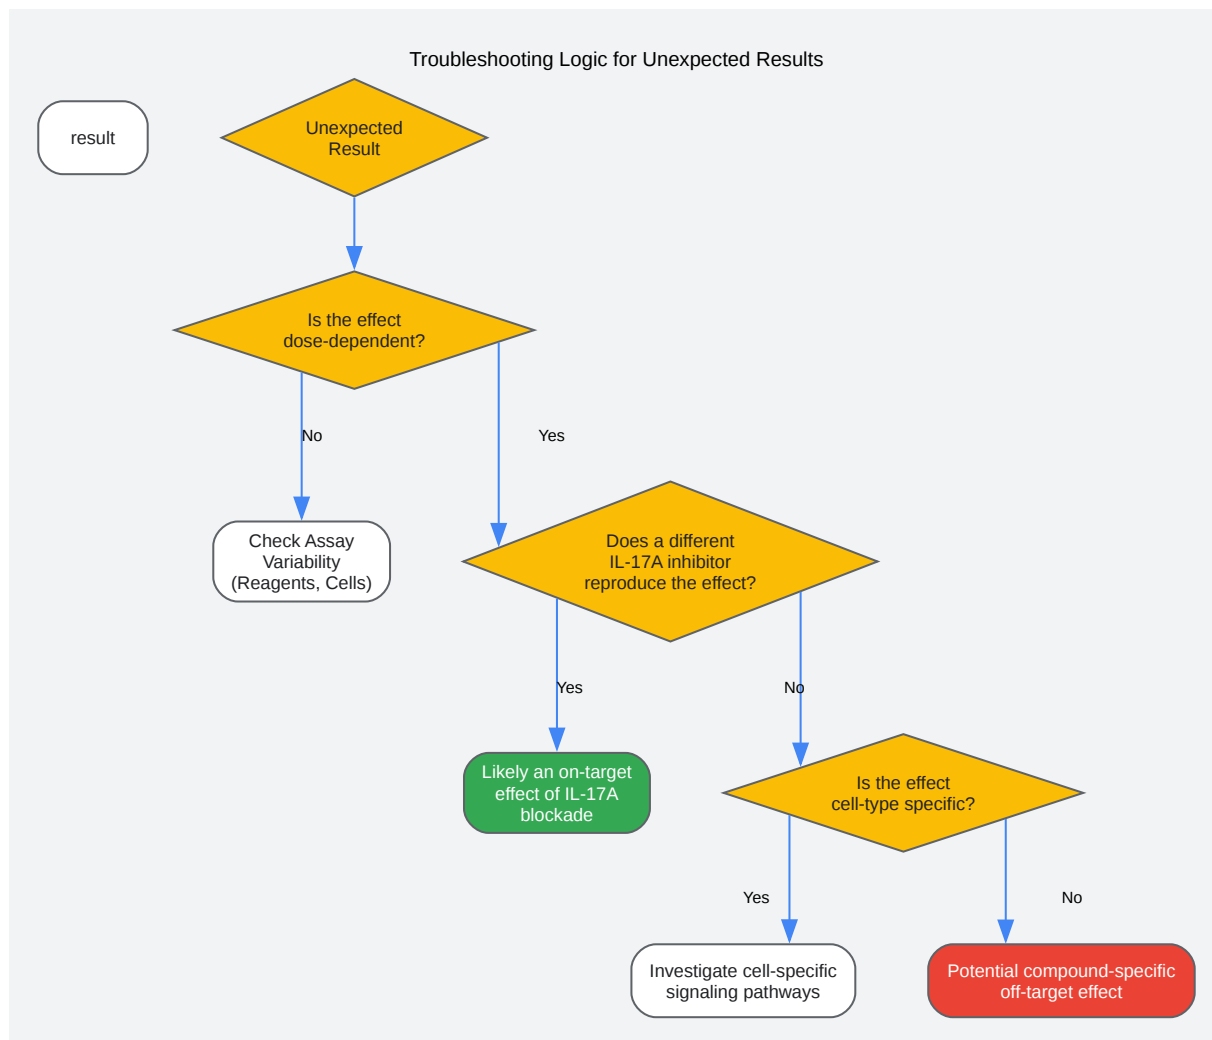 Troubleshooting Logic for Unexpected Results
result
Unexpected
Result
Is the effect
dose-dependent?
No
Yes
Check Assay
Variability
(Reagents, Cells)
Does a different
IL-17A inhibitor
reproduce the effect?
Yes
No
Likely an on-target
effect of IL-17A
blockade
Is the effect
cell-type specific?
Yes
No
Investigate cell-specific
signaling pathways
Potential compound-specific
off-target effect